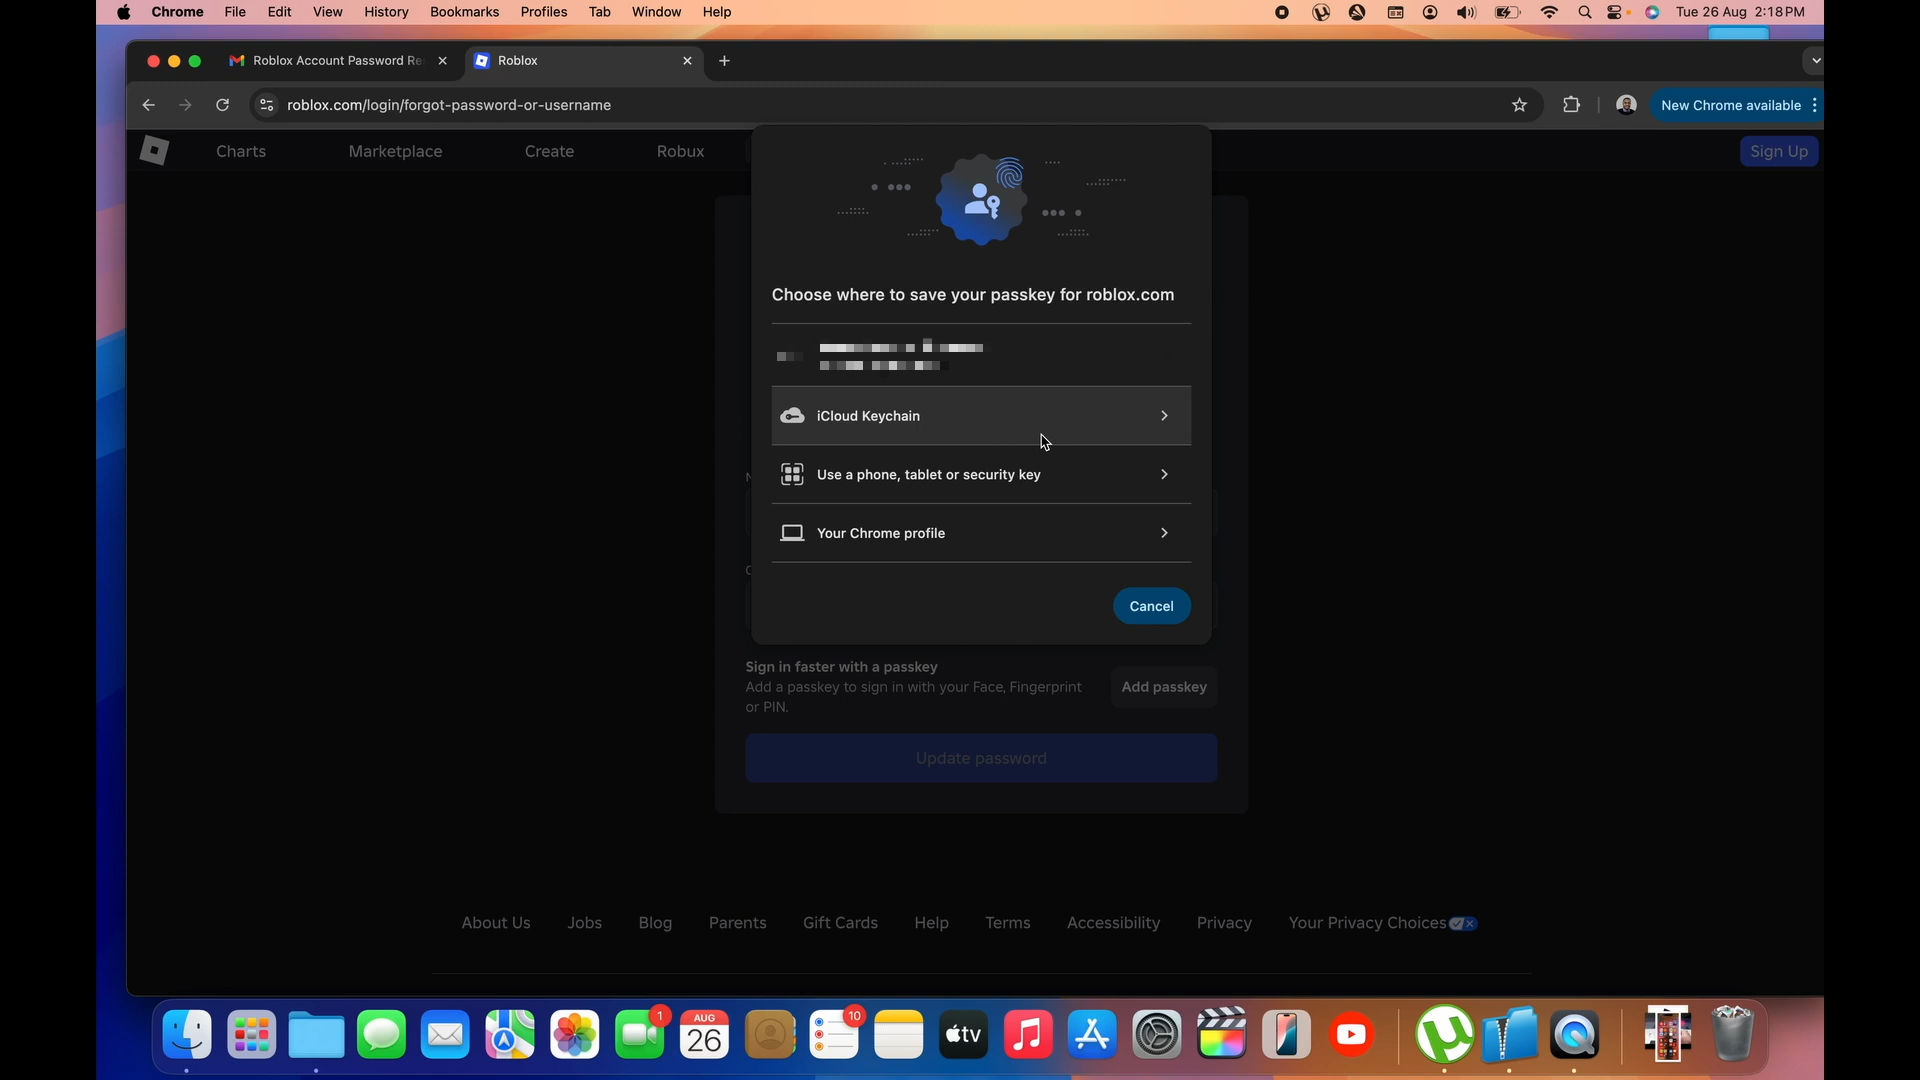 Chrome File Edit View History Bookmarks Profiles Tab Window Help Tue 26 Aug 2:18 PM
Roblox Account Password Re
Roblox
roblox.com/login/forgot-password-or-username
New Chrome available
Charts Marketplace Create Robux Sign Up
Choose where to save your passkey for roblox.com
iCloud Keychain
Use a phone, tablet or security key
Your Chrome profile
Cancel
Sign in faster with a passkey
Add a passkey to sign in with your Face, Fingerprint
or PIN.
Add passkey
Update password
About Us Jobs Blog Parents Gift Cards Help Terms Accessibility Privacy Your Privacy Choices
1
AUG
26
10
tv